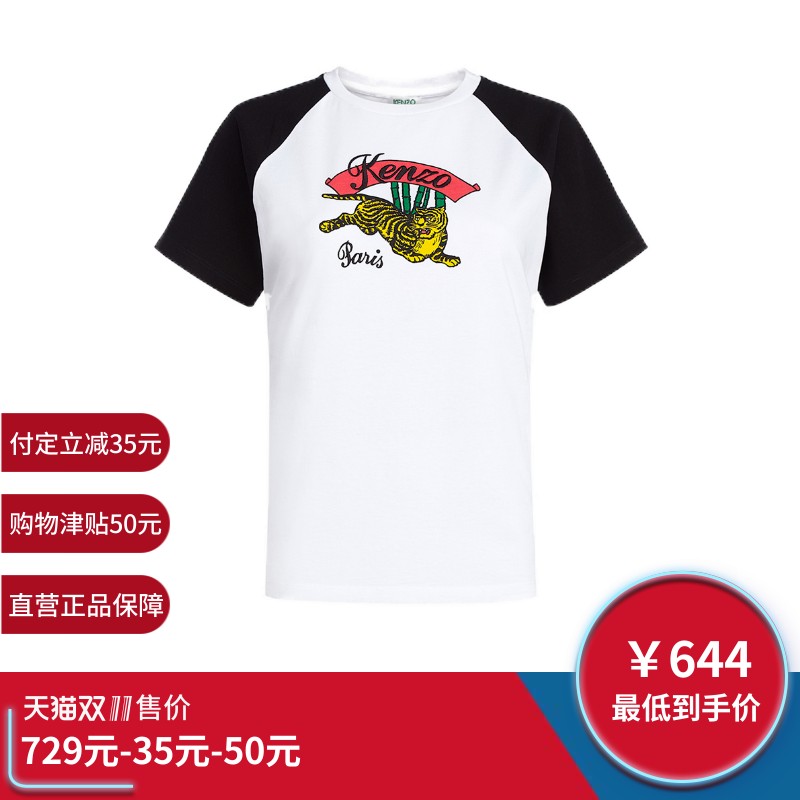 KENZO
Kenzo
Paris
付定立减35元
购物津贴50元
直营正品保障
￥644
最低到手价
天猫双11售价
729元-35元-50元